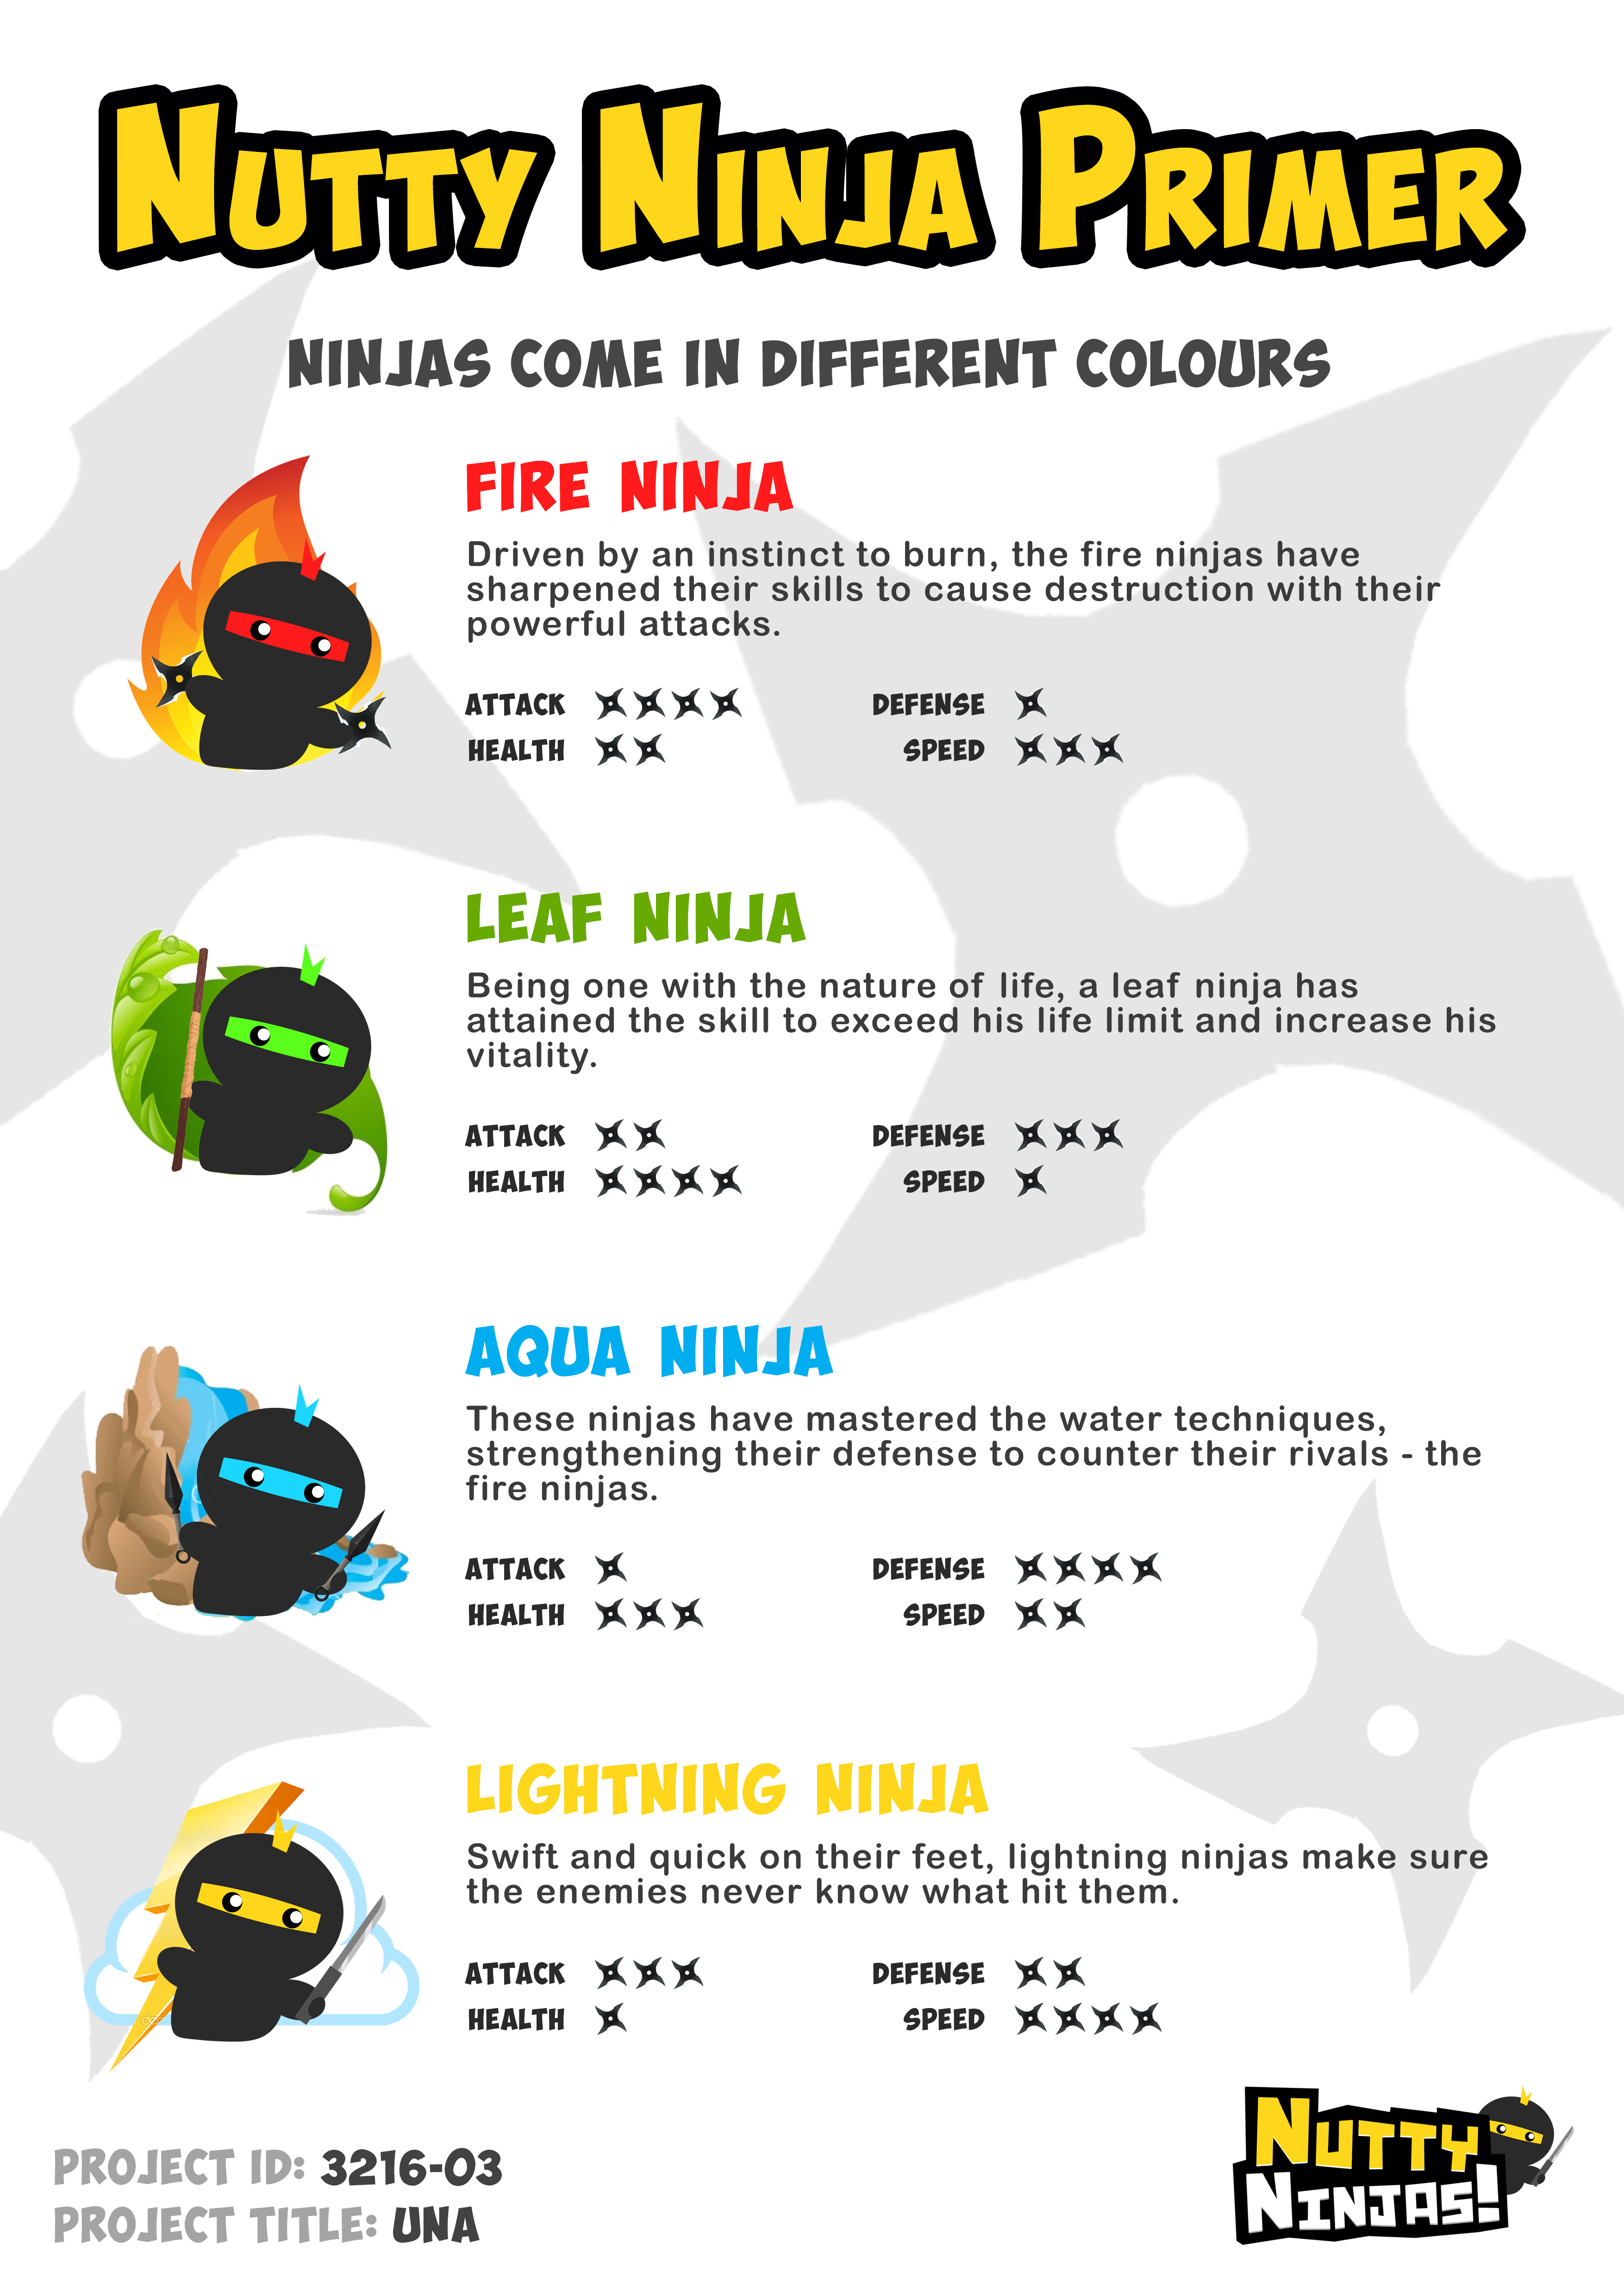 NUTTY NINJA PRIMER
NINJAS COME IN DIFFERENT COLOURS
FIRE NINJA
Driven by an instinct to burn, the fire ninjas have
sharpened their skills to cause destruction with their
powerful attacks.
ATTACK DEFENSE
HEALTH SPEED
LEAF NINJA
Being one with the nature of life, a leaf ninja has
attained the skill to exceed his life limit and increase his
vitality.
ATTACK DEFENSE
HEALTH SPEED
AQUA NINJA
These ninjas have mastered the water techniques,
strengthening their defense to counter their rivals - the
fire ninjas.
ATTACK DEFENSE
HEALTH SPEED
LIGHTNING NINJA
Swift and quick on their feet, lightning ninjas make sure
the enemies never know what hit them.
ATTACK DEFENSE
HEALTH SPEED
PROJECT ID: 3216-03
PROJECT TITLE: UNA
NUTTY
NINJAS!